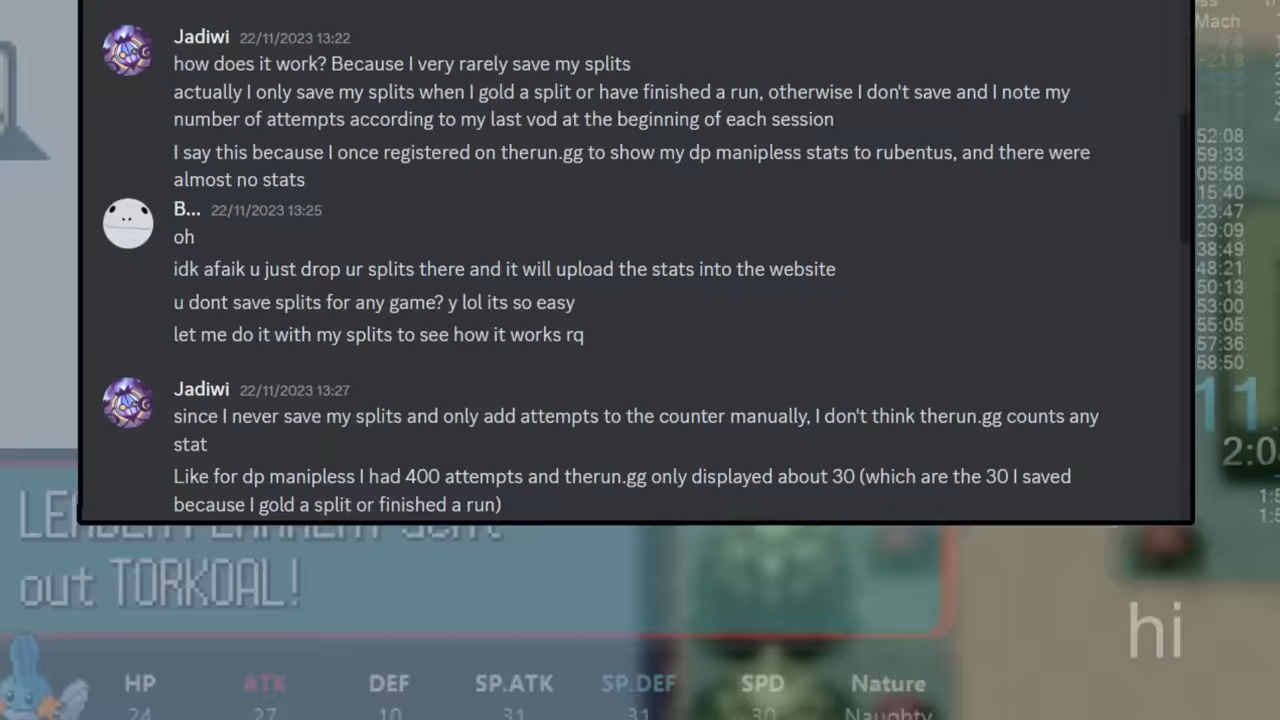 Jadiwi 22/11/2023 13:22
how does it work? Because I very rarely save my splits
actually I only save my splits when I gold a split or have finished a run, otherwise I don't save and I note my
number of attempts according to my last vod at the beginning of each session
I say this because I once registered on therun.gg to show my dp manipless stats to rubentus, and there were
almost no stats
B... 22/11/2023 13:25
oh
idk afaik u just drop ur splits there and it will upload the stats into the website
u dont save splits for any game? y lol its so easy
let me do it with my splits to see how it works rq
Jadiwi 22/11/2023 13:27
since I never save my splits and only add attempts to the counter manually, I don't think therun.gg counts any
stat
Like for dp manipless I had 400 attempts and therun.gg only displayed about 30 (which are the 30 I saved
because I gold a split or finished a run)
Mach
52:08
59:33
05:58
15:40
23:47
29:09
38:49
48:21
50:13
53:00
55:05
57:36
58:50
11
2:0
out TORKOAL!
hi
HP ATK DEF SP.ATK SP.DEF SPD Nature
24 27 10 31 31 30 Naughty